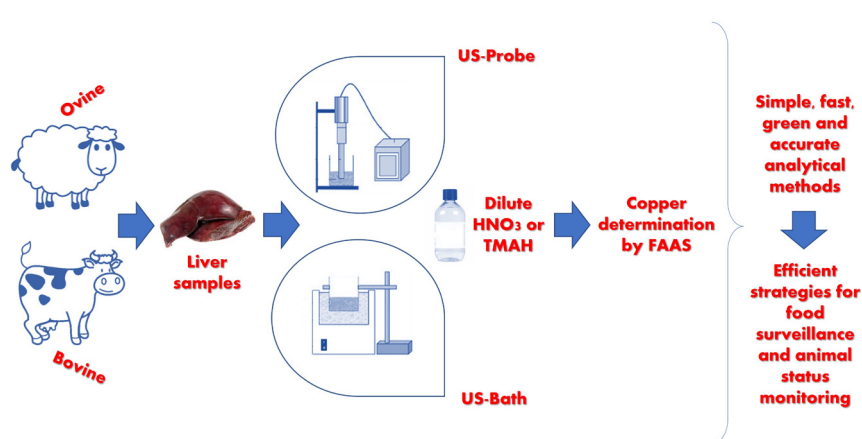 Ovine
Bovine
Liver
samples
US-Probe
US-Bath
Dilute
HNO₃ or
TMAH
Copper
determination
by FAAS
Simple, fast,
green and
accurate
analytical
methods
Efficient
strategies for
food
surveillance
and animal
status
monitoring